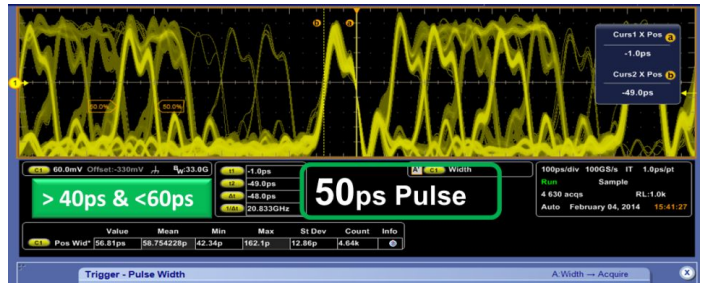 b a
Curs1 X Pos a
-1.0ps
Curs2 X Pos b
-49.0ps
1
50.0% 50.0%
C1 60.0mV Offset:-330mV BW:33.0G
t1 -1.0ps
t2 -49.0ps
Δt -48.0ps
1/Δt 20.833GHz
A' C1 Width
100ps/div 100GS/s IT 1.0ps/pt
Run Sample
4 630 acqs RL:1.0k
Auto February 04, 2014 15:41:27
> 40ps & <60ps
50ps Pulse
Value Mean Min Max St Dev Count Info
C1 Pos Wid* 56.81ps 58.754228p 42.34p 162.1p 12.86p 4.64k
Trigger - Pulse Width A:Width → Acquire X